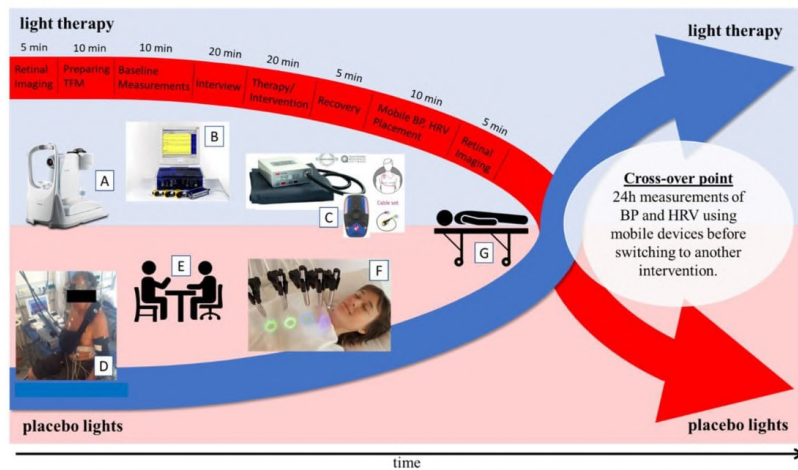 light therapy
light therapy
5 min
10 min
10 min
20 min
20 min
5 min
10 min
5 min
Retinal
Imaging
Preparing
TFM
Baseline
Measurements
Interview
Therapy/
Intervention
Recovery
Mobile BP, HRV
Placement
Retinal
Imaging
A
B
C
Cable set
D
E
F
G
Cross-over point
24h measurements of
BP and HRV using
mobile devices before
switching to another
intervention.
placebo lights
placebo lights
time